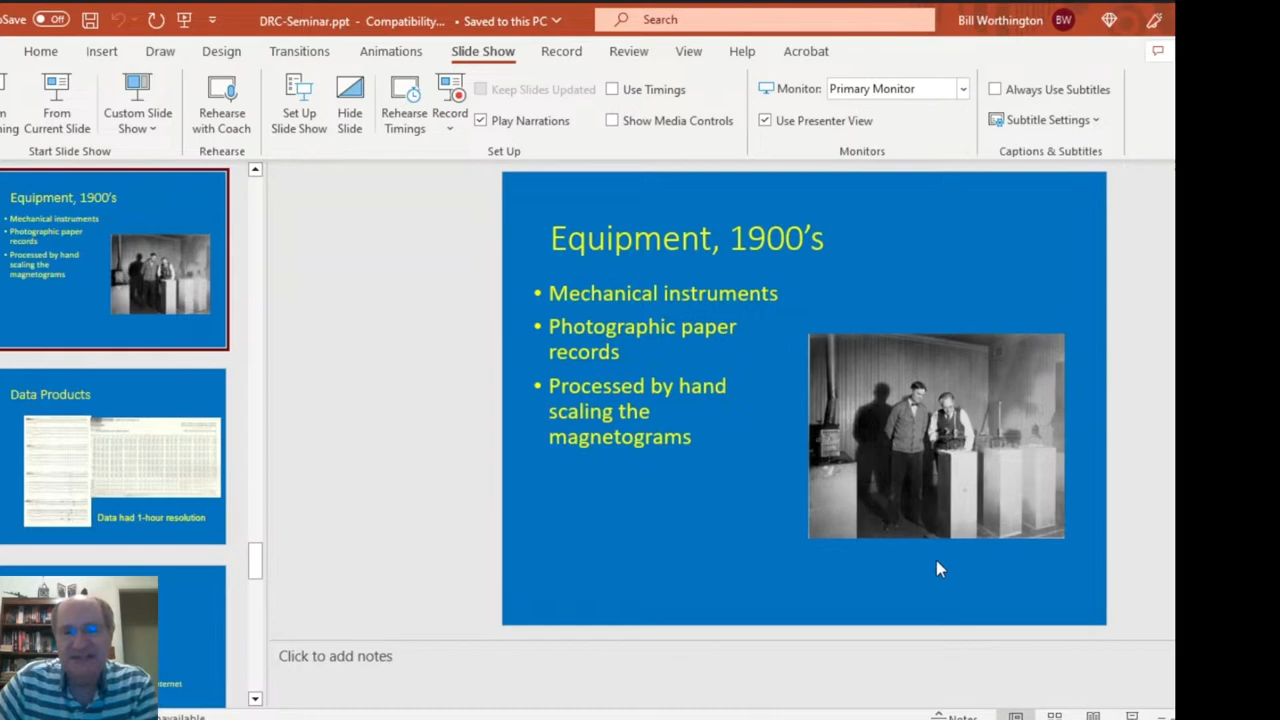 oSave Off DRC-Seminar.ppt - Compatibility... • Saved to this PC Search Bill Worthington BW
Home Insert Draw Design Transitions Animations Slide Show Record Review View Help Acrobat
From
Current Slide
Custom Slide
Show
Start Slide Show
Rehearse
with Coach
Rehearse
Set Up
Slide Show
Hide
Slide
Rehearse
Timings
Record
Keep Slides Updated
Play Narrations
Use Timings
Show Media Controls
Set Up
Monitor: Primary Monitor
Use Presenter View
Monitors
Always Use Subtitles
Subtitle Settings
Captions & Subtitles
Equipment, 1900's
• Mechanical instruments
• Photographic paper
records
• Processed by hand
scaling the
magnetograms
Data Products
Data had 1-hour resolution
Equipment, 1900's
• Mechanical instruments
• Photographic paper
records
• Processed by hand
scaling the
magnetograms
Click to add notes
Notes